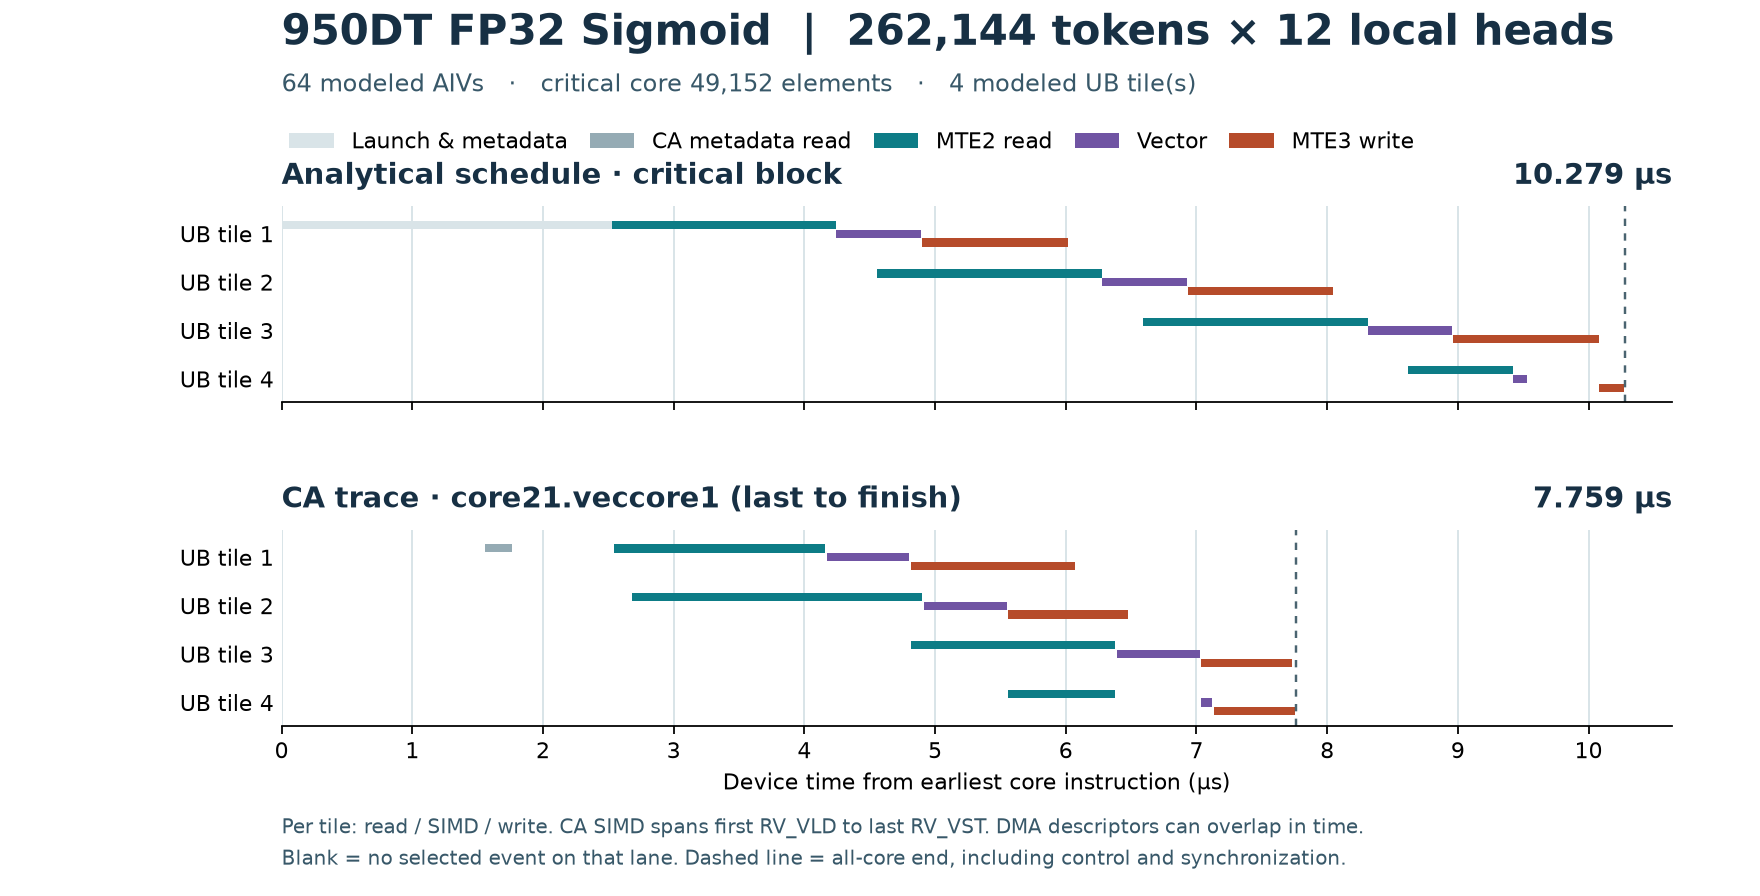 950DT FP32 Sigmoid | 262,144 tokens × 12 local heads
64 modeled AIVs · critical core 49,152 elements · 4 modeled UB tile(s)
Launch & metadata CA metadata read MTE2 read Vector MTE3 write
Analytical schedule · critical block 10.279 µs
UB tile 1
UB tile 2
UB tile 3
UB tile 4
CA trace · core21.veccore1 (last to finish) 7.759 µs
UB tile 1
UB tile 2
UB tile 3
UB tile 4
0 1 2 3 4 5 6 7 8 9 10
Device time from earliest core instruction (µs)
Per tile: read / SIMD / write. CA SIMD spans first RV_VLD to last RV_VST. DMA descriptors can overlap in time.
Blank = no selected event on that lane. Dashed line = all-core end, including control and synchronization.